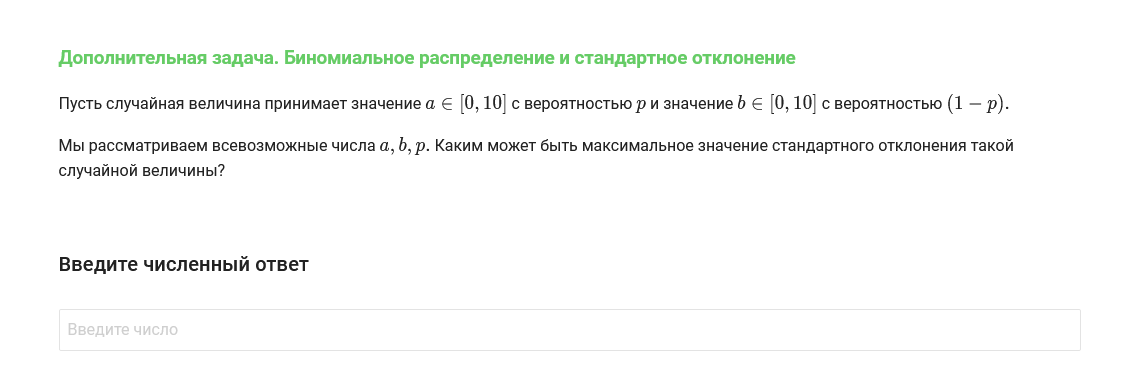 Дополнительная задача. Биномиальное распределение и стандартное отклонение
Пусть случайная величина принимает значение a ∈ [0, 10] с вероятностью p и значение b ∈ [0, 10] с вероятностью (1 − p).
Мы рассматриваем всевозможные числа a, b, p. Каким может быть максимальное значение стандартного отклонения такой
случайной величины?
Введите численный ответ
Введите число